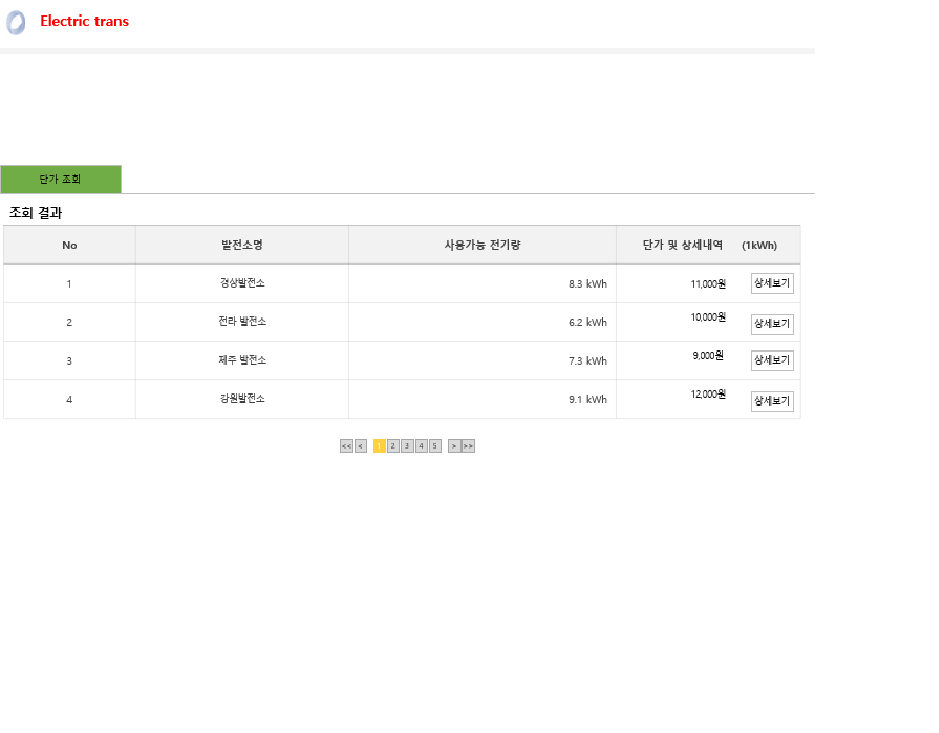 Electric trans
단가 조회
조회 결과
No 발전소명 사용가능 전기량 단가 및 상세내역 (1kWh)
1 경상발전소 8.3 kWh 11,000원 상세보기
2 전라 발전소 6.2 kWh 10,000원 상세보기
3 제주 발전소 7.3 kWh 9,000원 상세보기
4 강원발전소 9.1 kWh 12,000원 상세보기
<< < 1 2 3 4 5 > >>